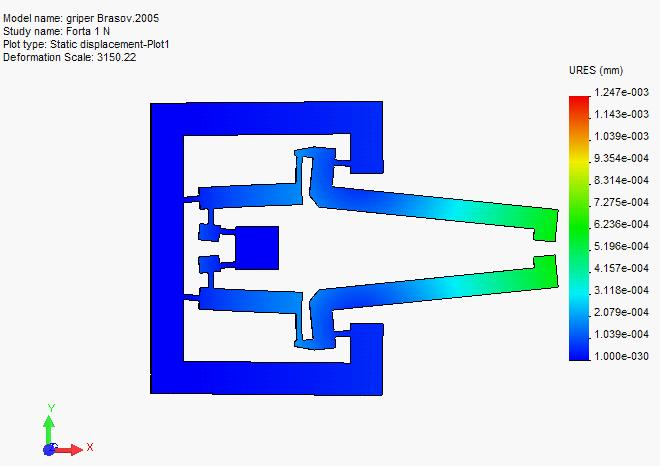 Model name: griper Brasov.2005
Study name: Forta 1 N
Plot type: Static displacement-Plot1
Deformation Scale: 3150.22
URES (mm)
1.247e-003
1.143e-003
1.039e-003
9.354e-004
8.314e-004
7.275e-004
6.236e-004
5.196e-004
4.157e-004
3.118e-004
2.079e-004
1.039e-004
1.000e-030
Y
X